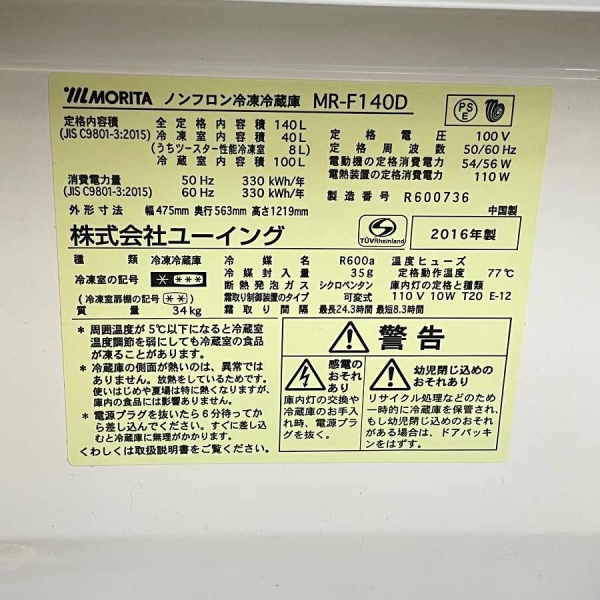 MORITA ノンフロン冷凍冷蔵庫 MR-F140D
PS
E
定格内容積 全定格内容積 140L
(JIS C9801-3:2015) 冷凍室の内容積 40L
(うちツースター性能冷凍室 8L)
冷蔵室の内容積 100L
消費電力量 50Hz 330kWh/年
(JIS C9801-3:2015) 60Hz 330kWh/年
外形寸法 幅475mm 奥行563mm 高さ1219mm
定格電圧 100V
定格周波数 50/60Hz
電動機の定格消費電力 54/56W
電熱装置の定格消費電力 110W
製造番号 R600736
中国製
株式会社ユーイング
TÜVRheinland
2016年製
種類 冷凍冷蔵庫
冷凍室の記号 * ***
(冷凍室扉棚の記号 **)
質量 34kg
冷媒名 R600a
冷媒封入量 35g
断熱発泡ガス シクロペンタン
霜取り制御装置のタイプ 可変式
霜取り間隔 最長24.3時間 最短8.3時間
温度ヒューズ
定格動作温度 77℃
庫内灯の定格と種類
110V 10W T20 E-12
*周囲温度が5℃以下になると冷蔵室
温度調節を弱にしても冷蔵室の食品
が凍ることがあります。
*冷蔵庫の側面が熱いのは、異常では
ありません。放熱をしているためです。
使いはじめや夏場は特に熱くなりますが、
庫内の食品には影響ありません。
*電源プラグを抜いたら6分待ってか
ら差し込んでください。すぐに差し込
むと冷蔵庫に無理がかかります。
くわしくは取扱説明書をご覧ください。
警告
感電の
おそれ
あり
庫内灯の交換や
冷蔵庫のお手入
れ時、電源プラ
グを抜く。
幼児閉じ込め
のおそれあり
リサイクル処理などのため
一時的に冷蔵庫を保管され、
幼児閉じ込めのおそれが
ある場合は、ドアパッキ
ンをはずす。